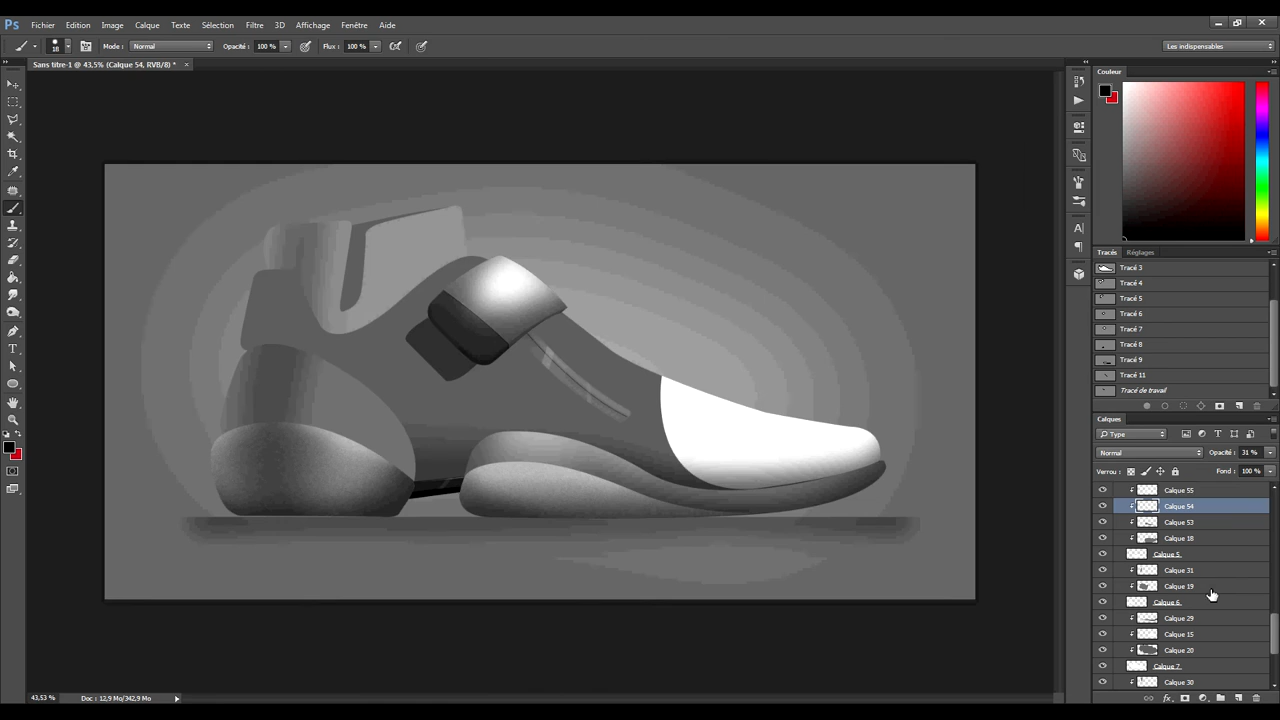 Ps Fichier Edition Image Calque Texte Sélection Filtre 3D Affichage Fenêtre Aide
18 Mode : Normal Opacité : 100 % Flux : 100 % Les indispensables
Sans titre-1 @ 43,5% (Calque 54, RVB/8) * ×
Couleur
Tracés Réglages
Tracé 3
Tracé 4
Tracé 5
Tracé 6
Tracé 7
Tracé 8
Tracé 9
Tracé 11
Tracé de travail
Calques
Type
Normal Opacité : 31 %
Verrou : Fond : 100 %
Calque 55
Calque 54
Calque 53
Calque 18
Calque 5
Calque 31
Calque 19
Calque 6
Calque 29
Calque 15
Calque 20
Calque 7
Calque 30
43,53 % Doc : 12,9 Mo/342,9 Mo